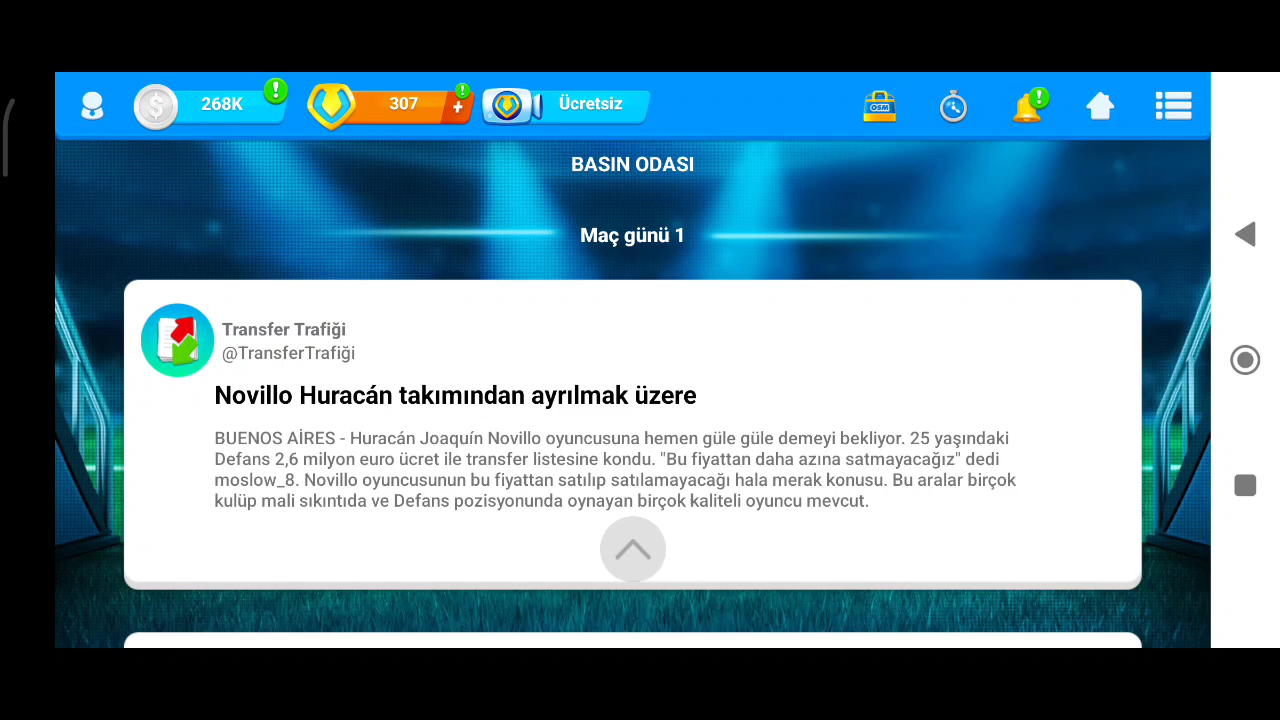 268K
307
+
Ücretsiz
OSM
BASIN ODASI
Maç günü 1
Transfer Trafiği
@TransferTrafiği
Novillo Huracán takımından ayrılmak üzere
BUENOS AİRES - Huracán Joaquín Novillo oyuncusuna hemen güle güle demeyi bekliyor. 25 yaşındaki
Defans 2,6 milyon euro ücret ile transfer listesine kondu. "Bu fiyattan daha azına satmayacağız" dedi
moslow_8. Novillo oyuncusunun bu fiyattan satılıp satılamayacağı hala merak konusu. Bu aralar birçok
kulüp mali sıkıntıda ve Defans pozisyonunda oynayan birçok kaliteli oyuncu mevcut.